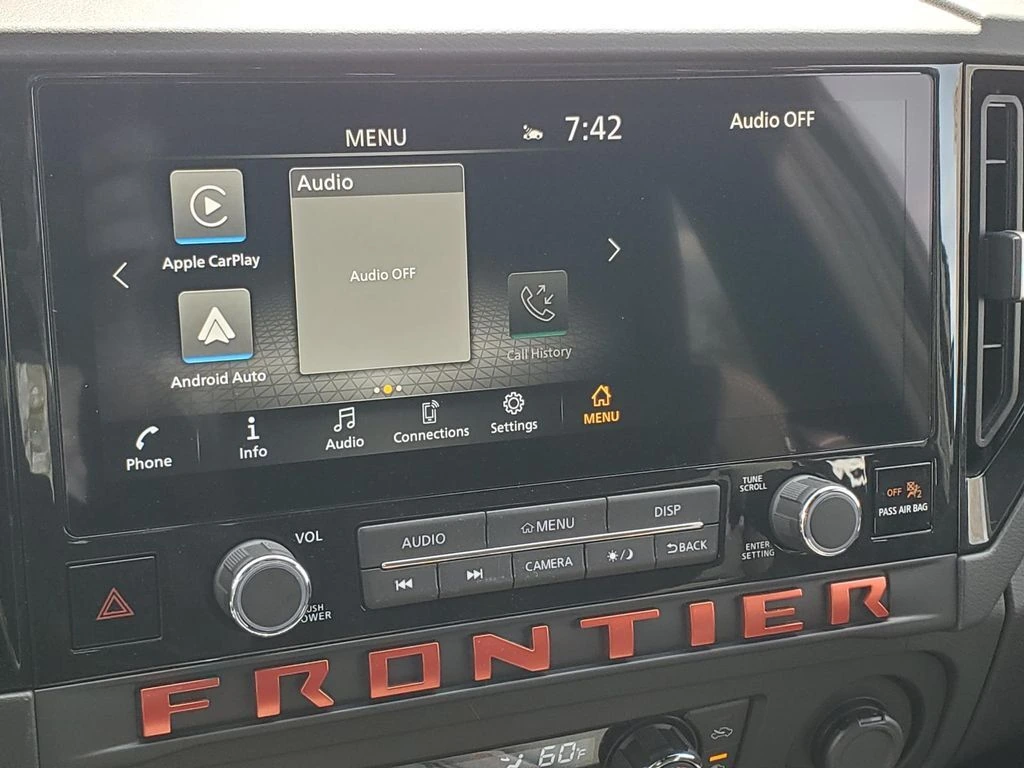 MENU
7:42
Audio OFF
Audio
Audio OFF
Apple CarPlay
Android Auto
Call History
Phone
Info
Audio
Connections
Settings
MENU
VOL
PUSH
POWER
AUDIO
MENU
DISP
CAMERA
BACK
TUNE
SCROLL
ENTER
SETTING
OFF
2
PASS AIR BAG
FRONTIER
60°F